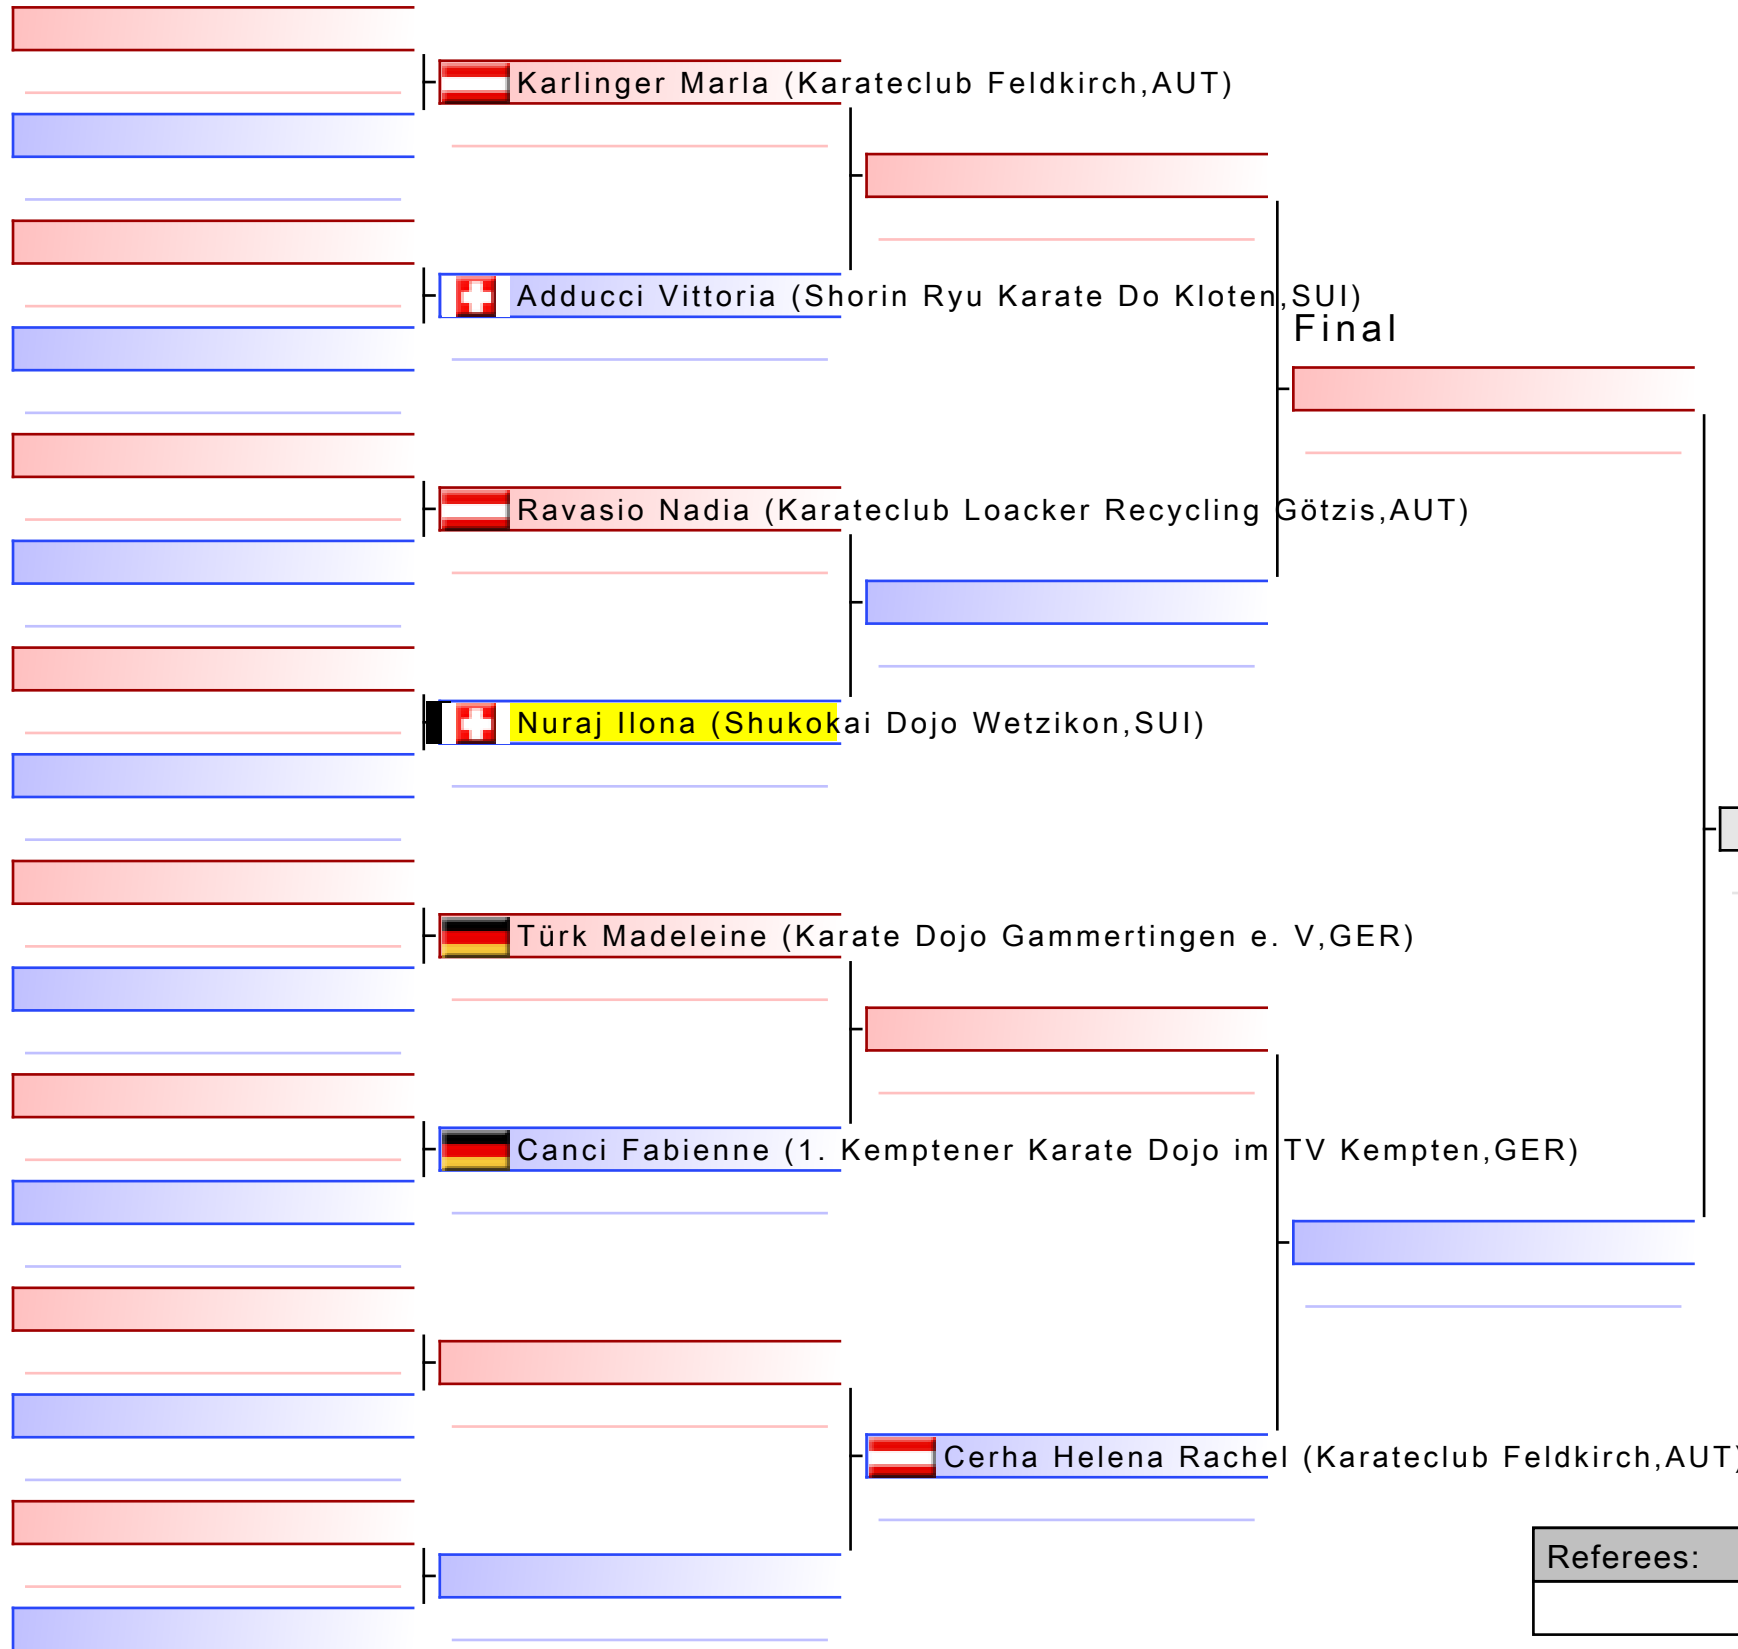 Karlinger Marla (Karateclub Feldkirch,AUT)
Adducci Vittoria (Shorin Ryu Karate Do Kloten,SUI)
Final
Ravasio Nadia (Karateclub Loacker Recycling Götzis,AUT)
Nuraj Ilona (Shukokai Dojo Wetzikon,SUI)
Türk Madeleine (Karate Dojo Gammertingen e. V,GER)
Canci Fabienne (1. Kemptener Karate Dojo im TV Kempten,GER)
Cerha Helena Rachel (Karateclub Feldkirch,AUT)
Referees: